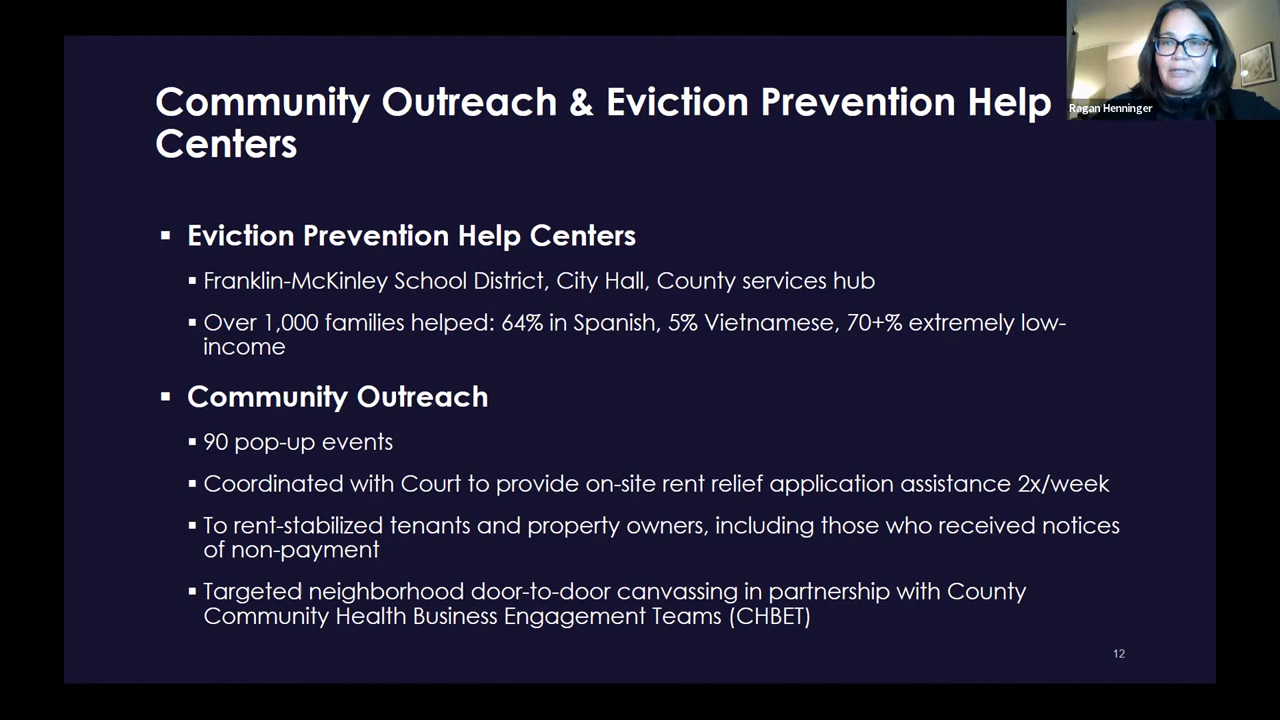 Community Outreach & Eviction Prevention Help
Centers
Ragan Henninger
▪ Eviction Prevention Help Centers
▪ Franklin-McKinley School District, City Hall, County services hub
▪ Over 1,000 families helped: 64% in Spanish, 5% Vietnamese, 70+% extremely low-
income
▪ Community Outreach
▪ 90 pop-up events
▪ Coordinated with Court to provide on-site rent relief application assistance 2x/week
▪ To rent-stabilized tenants and property owners, including those who received notices
of non-payment
▪ Targeted neighborhood door-to-door canvassing in partnership with County
Community Health Business Engagement Teams (CHBET)
12